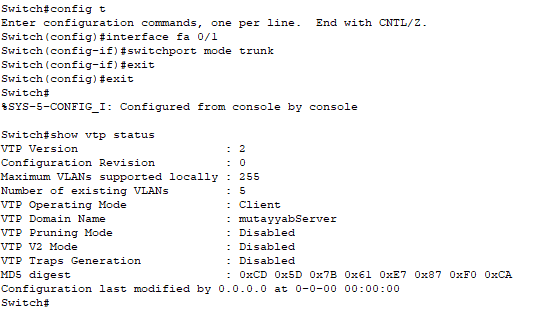 Switch#config t
Enter configuration commands, one per line.  End with CNTL/Z.
Switch(config)#interface fa 0/1
Switch(config-if)#switchport mode trunk
Switch(config-if)#exit
Switch(config)#exit
Switch#
%SYS-5-CONFIG_I: Configured from console by console
Switch#show vtp status
VTP Version                     : 2
Configuration Revision          : 0
Maximum VLANs supported locally : 255
Number of existing VLANs        : 5
VTP Operating Mode              : Client
VTP Domain Name                 : mutayyabServer
VTP Pruning Mode                : Disabled
VTP V2 Mode                     : Disabled
VTP Traps Generation            : Disabled
MD5 digest                      : 0xCD 0x5D 0x7B 0x61 0xE7 0x87 0xF0 0xCA
Configuration last modified by 0.0.0.0 at 0-0-00 00:00:00
Switch#